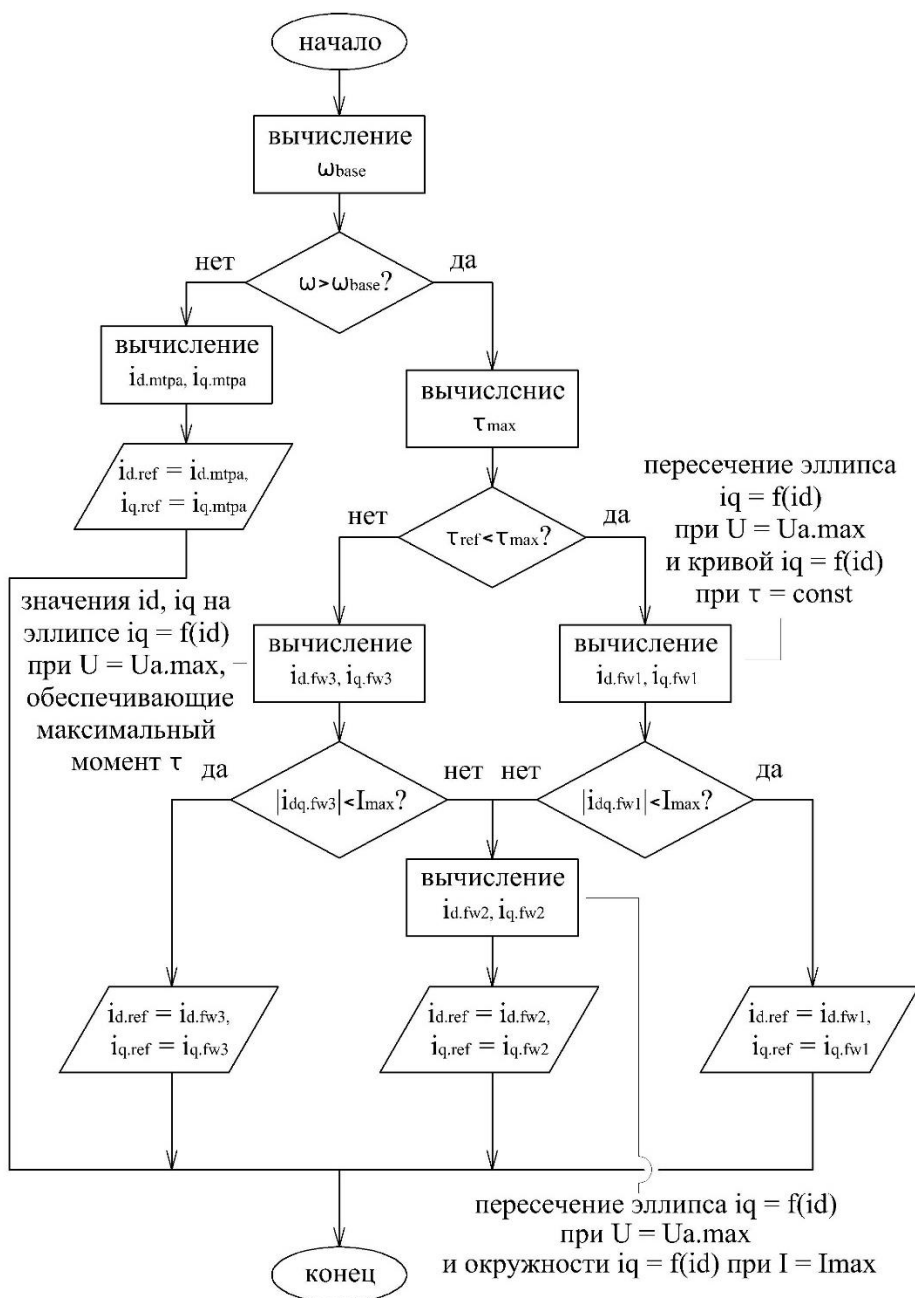 начало
вычисление
ωbase
нет
да
ω>ωbase?
вычисление
id.mtpa, iq.mtpa
вычисление
τmax
id.ref = id.mtpa,
iq.ref = iq.mtpa
пересечение эллипса
iq = f(id)
при U = Ua.max
и кривой iq = f(id)
при τ = const
нет
да
τref<τmax?
значения id, iq на
эллипсе iq = f(id)
при U = Ua.max,
обеспечивающие
максимальный
момент τ
вычисление
id.fw3, iq.fw3
вычисление
id.fw1, iq.fw1
да
нет
нет
да
|idq.fw3|<Imax?
|idq.fw1|<Imax?
вычисление
id.fw2, iq.fw2
id.ref = id.fw3,
iq.ref = iq.fw3
id.ref = id.fw2,
iq.ref = iq.fw2
id.ref = id.fw1,
iq.ref = iq.fw1
пересечение эллипса iq = f(id)
при U = Ua.max
и окружности iq = f(id) при I = Imax
конец